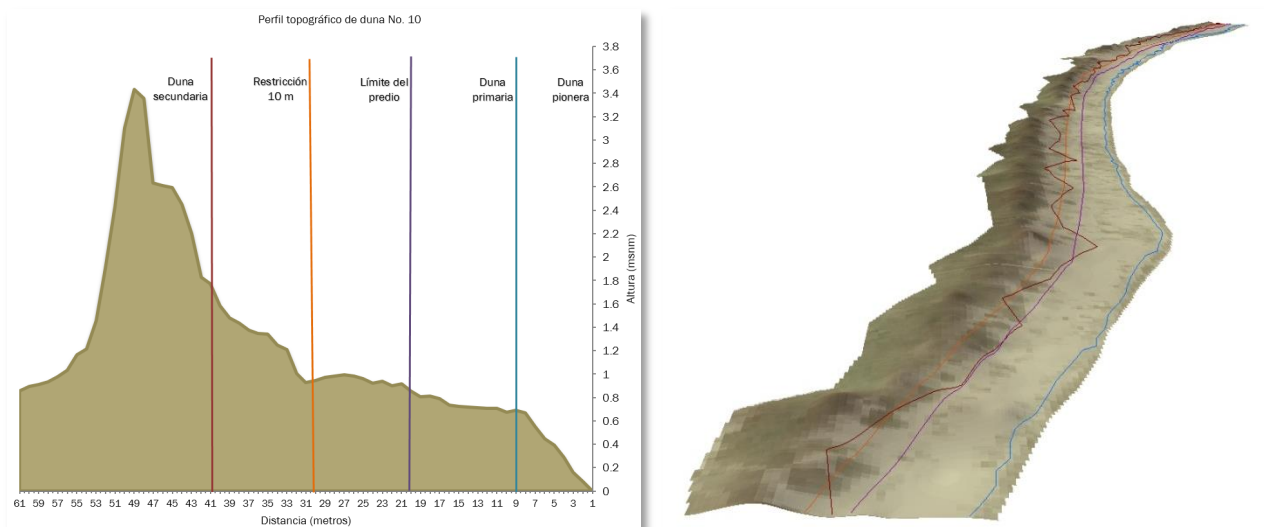 Perfil topográfico de duna No. 10
Duna
secundaria
Restricción
10 m
Límite del
predio
Duna
primaria
Duna
pionera
3.8
3.6
3.4
3.2
3
2.8
2.6
2.4
2.2
2
1.8
1.6
1.4
1.2
1
0.8
0.6
0.4
0.2
0
Altura (msnm)
61 59 57 55 53 51 49 47 45 43 41 39 37 35 33 31 29 27 25 23 21 19 17 15 13 11 9 7 5 3 1
Distancia (metros)